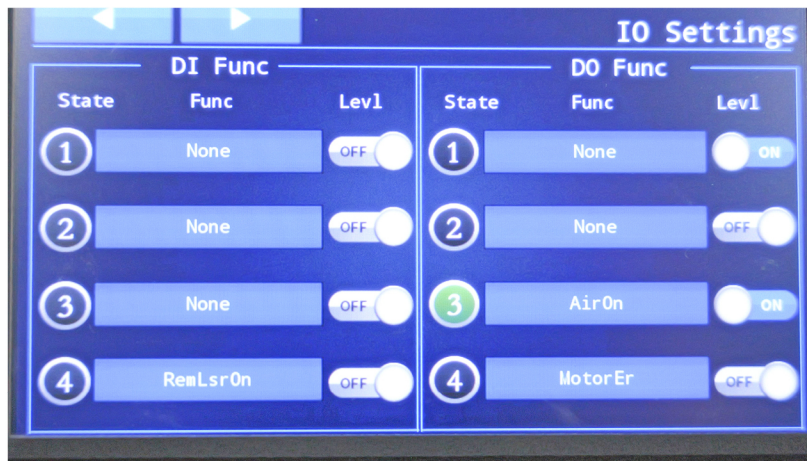 IO Settings
DI Func
DO Func
State Func Levl
State Func Levl
1 None OFF
1 None ON
2 None OFF
2 None OFF
3 None OFF
3 AirOn ON
4 RemLsrOn OFF
4 MotorEr OFF